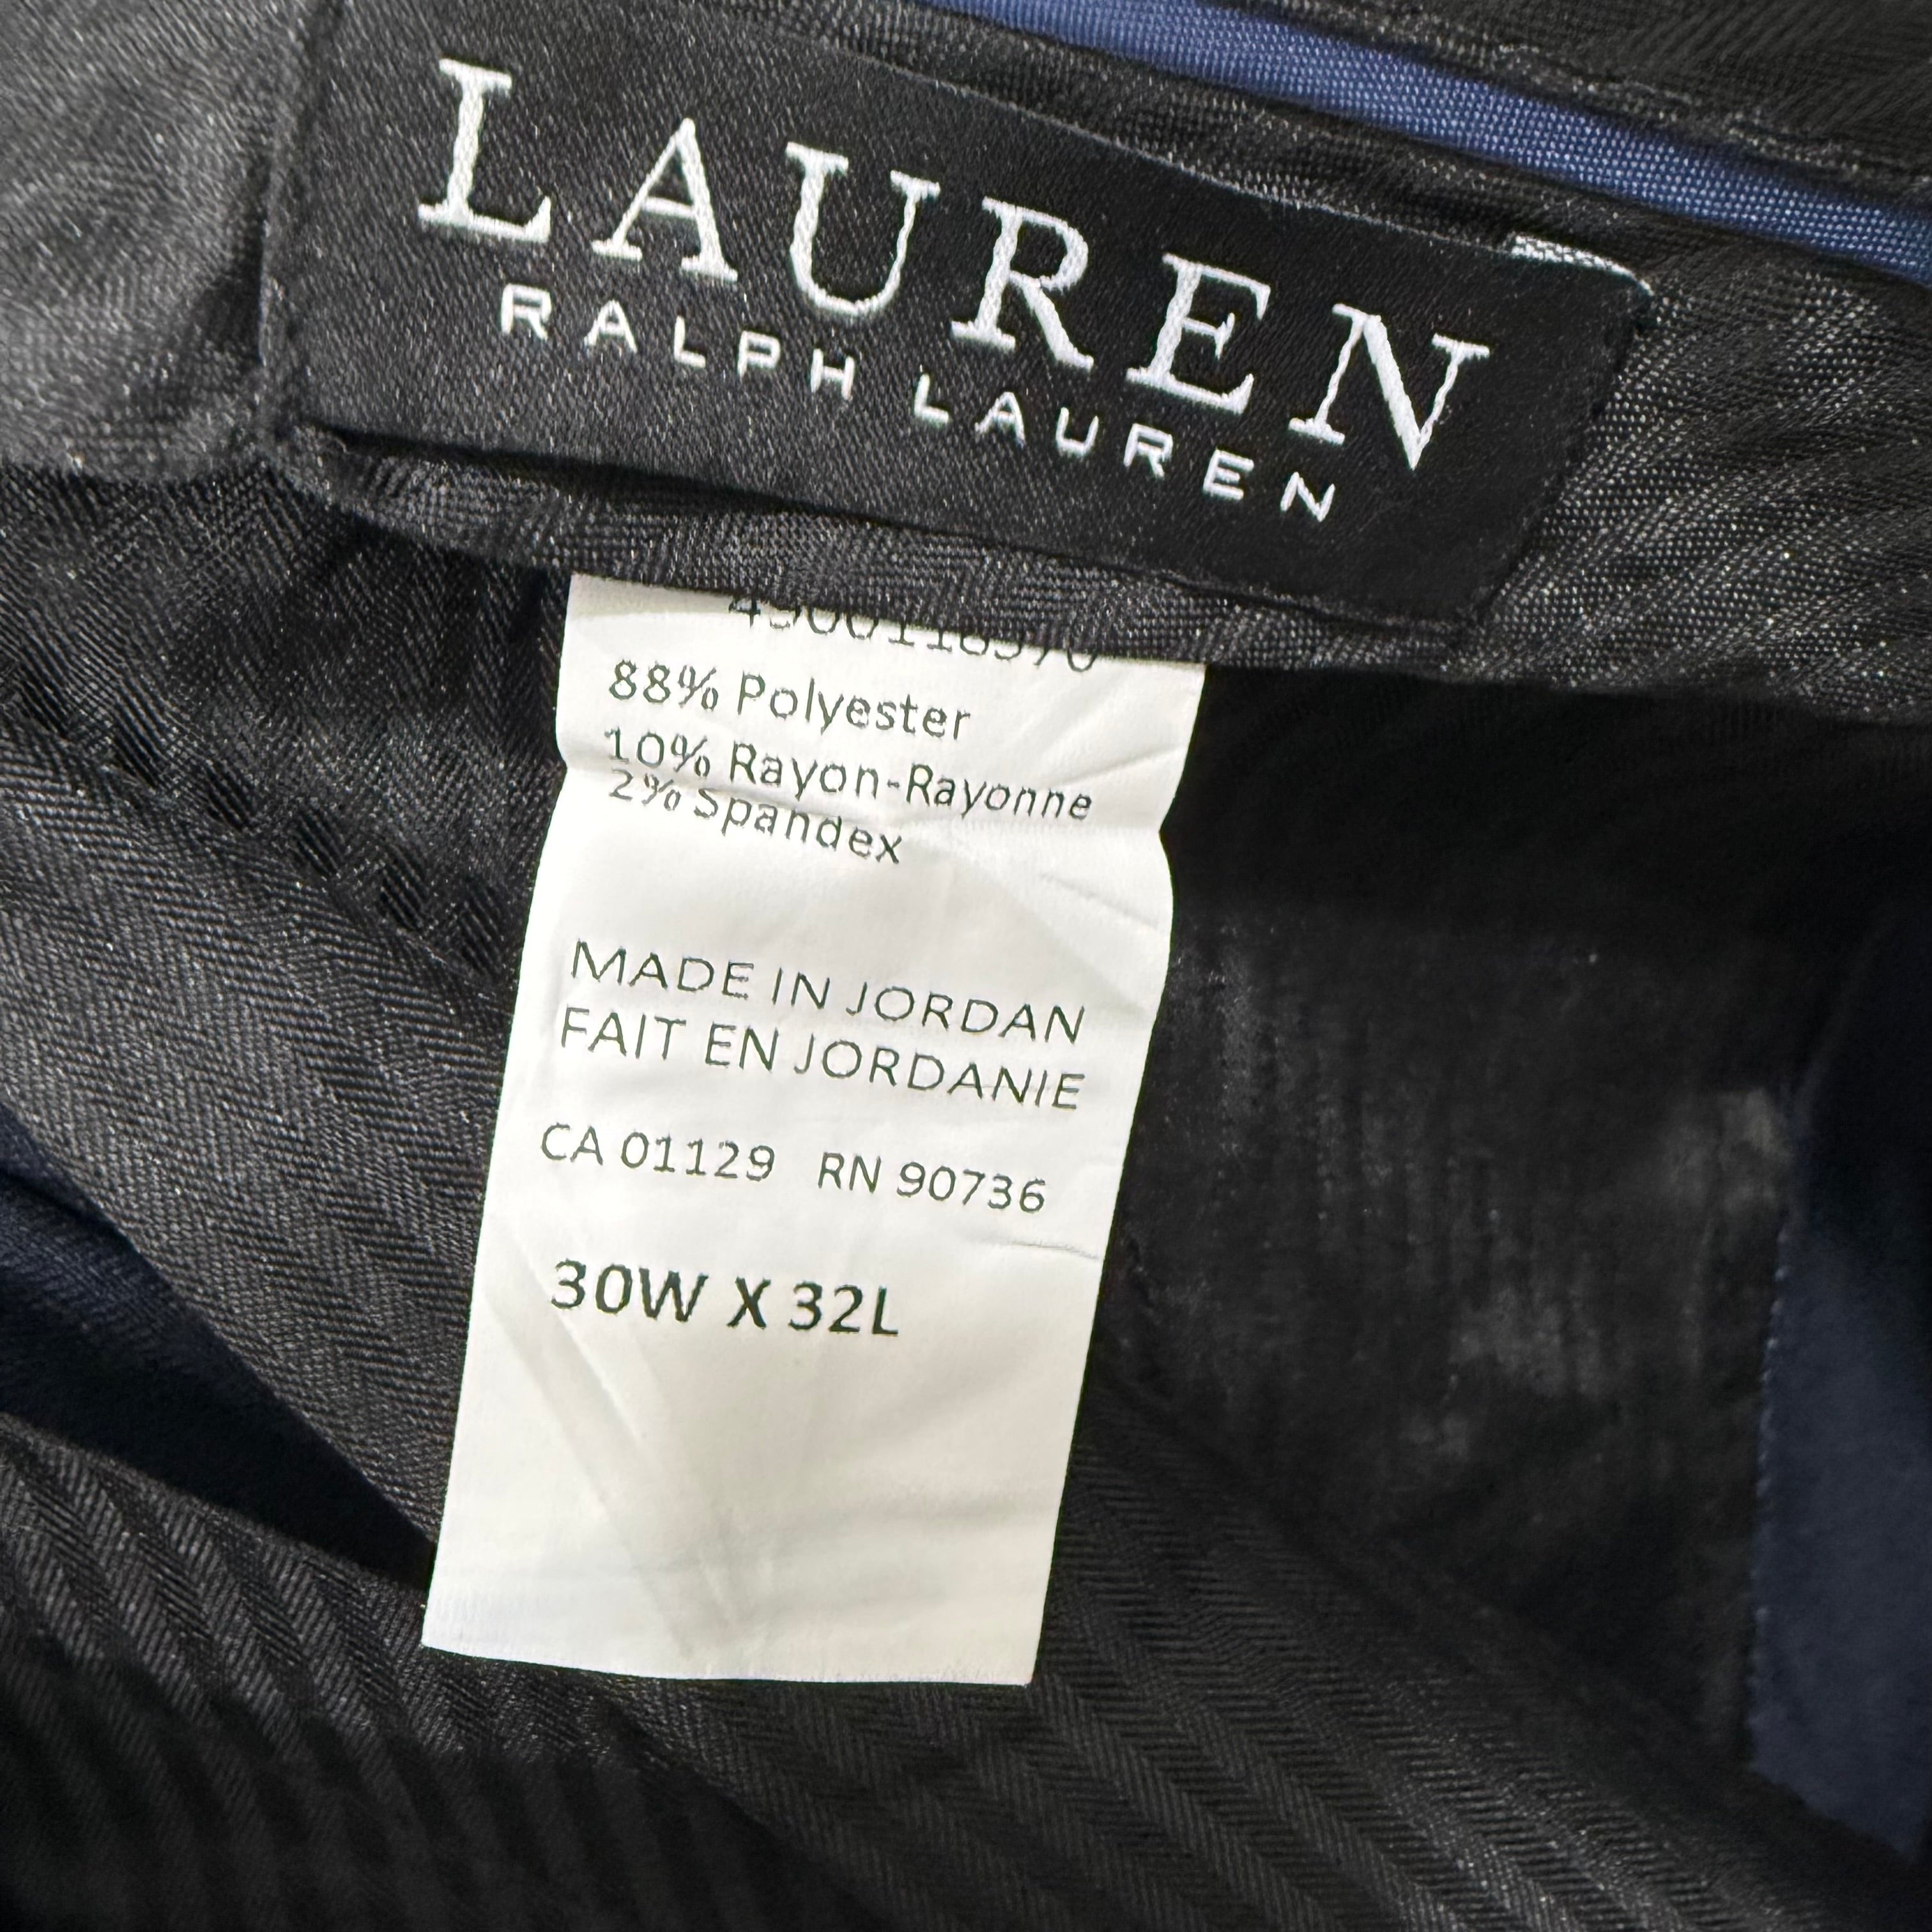 LAUREN
RALPH LAUREN
88% Polyester
10% Rayon-Rayonne
2% Spandex
MADE IN JORDAN
FAIT EN JORDANIE
CA 01129 RN 90736
30W X 32L